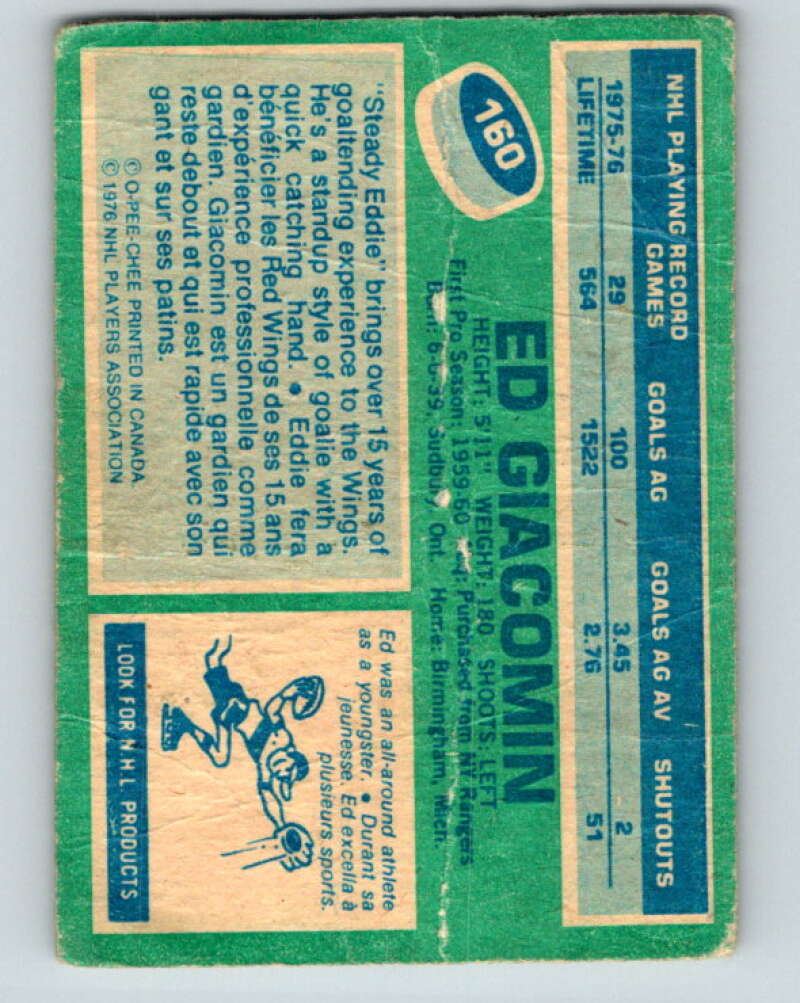 NHL PLAYING RECORD
GAMES GOALS AG GOALS AG AV SHUTOUTS
1975-76 29 100 3.45 2
LIFETIME 564 1522 2.76 51
160
ED GIACOMIN
HEIGHT: 5'11" WEIGHT: 180 SHOOTS: LEFT
First Pro Season: 1959-60 Purchased from NY Rangers
Born: 6-6-39, Sudbury, Ont. Home: Birmingham, Mich.
"Steady Eddie" brings over 15 years of
goaltending experience to the Wings.
He's a standup style of goalie with a
quick catching hand. • Eddie fera
bénéficier les Red Wings de ses 15 ans
d'expérience professionnelle comme
gardien. Giacomin est un gardien qui
reste debout et qui est rapide avec son
gant et sur ses patins.
© O-PEE-CHEE PRINTED IN CANADA
© 1976 NHL PLAYERS ASSOCIATION
Ed was an all-around athlete
as a youngster. • Durant sa
jeunesse, Ed excella à
plusieurs sports.
LOOK FOR N.H.L. PRODUCTS